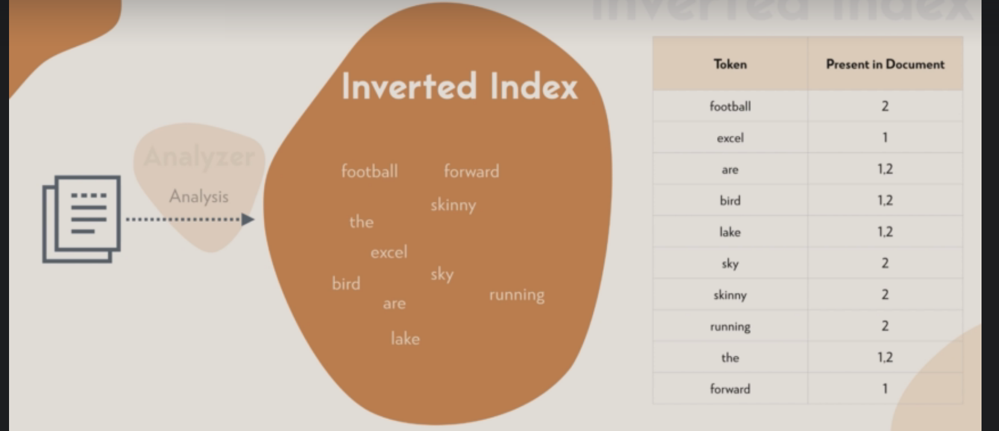 Inverted Index
Analyzer
Analysis
Inverted Index
football forward
skinny
the
excel
sky
bird
running
are
lake
Token Present in Document
football 2
excel 1
are 1,2
bird 1,2
lake 1,2
sky 2
skinny 2
running 2
the 1,2
forward 1